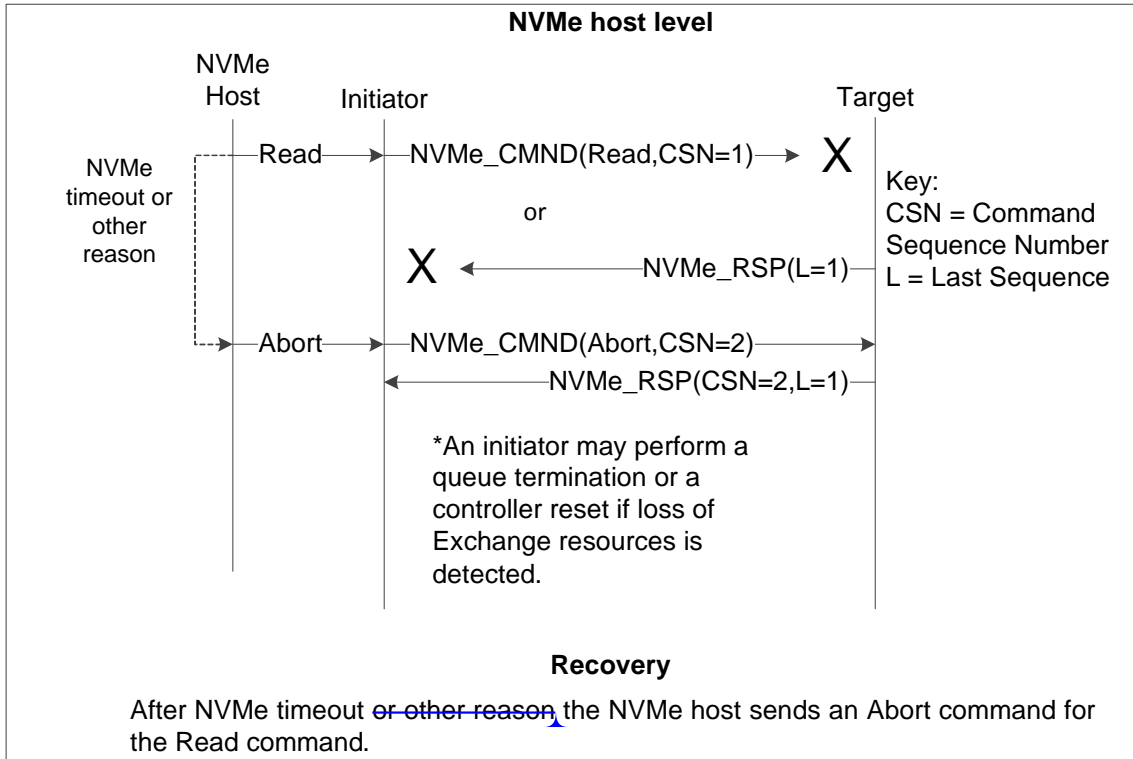 NVMe host level
NVMe
Host
Initiator
Target
Read
NVMe_CMND(Read,CSN=1)
X
NVMe
timeout or
other
reason
or
Key:
CSN = Command
Sequence Number
L = Last Sequence
X
NVMe_RSP(L=1)
Abort
NVMe_CMND(Abort,CSN=2)
NVMe_RSP(CSN=2,L=1)
*An initiator may perform a
queue termination or a
controller reset if loss of
Exchange resources is
detected.
Recovery
After NVMe timeout or other reason, the NVMe host sends an Abort command for
the Read command.